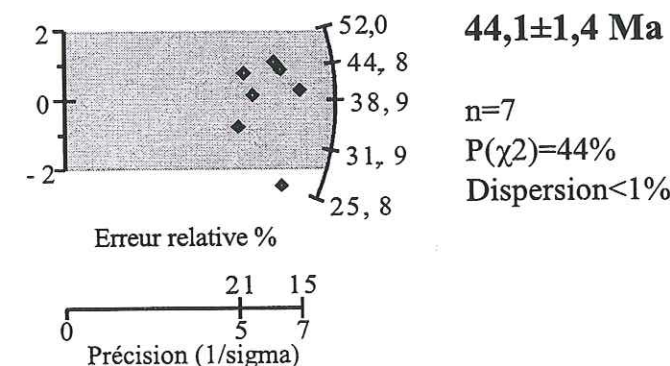 2
0
- 2
52,0
44, 8
38, 9
31, 9
25, 8
44,1±1,4 Ma
n=7
P(χ2)=44%
Dispersion<1%
Erreur relative %
21 15
0 5 7
Précision (1/sigma)